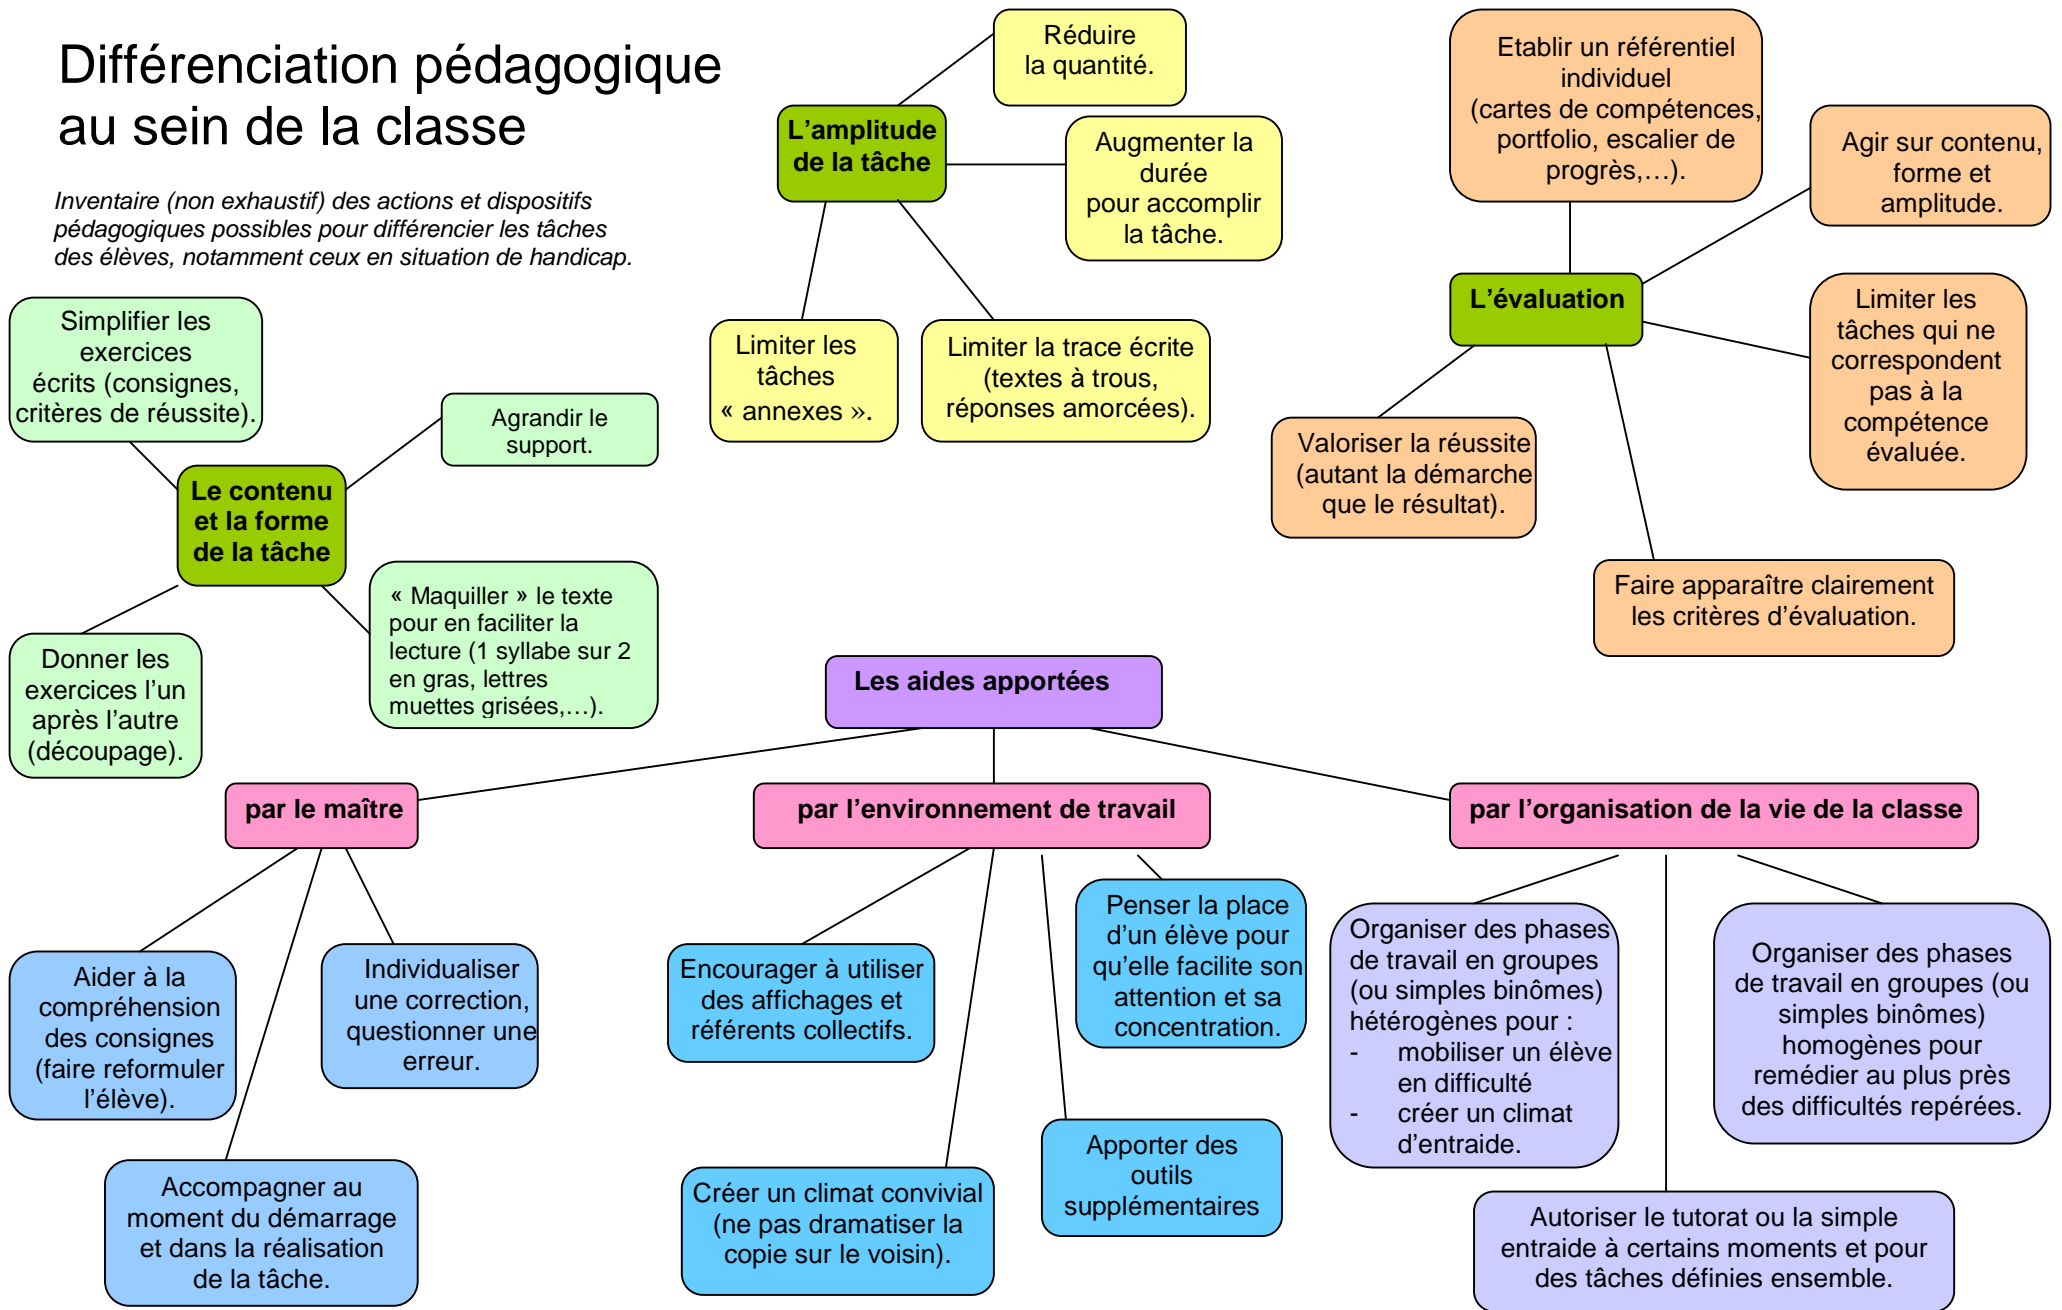 Différenciation pédagogique
au sein de la classe
Inventaire (non exhaustif) des actions et dispositifs
pédagogiques possibles pour différencier les tâches
des élèves, notamment ceux en situation de handicap.
Simplifier les
exercices
écrits (consignes,
critères de réussite).
Agrandir le
support.
Le contenu
et la forme
de la tâche
« Maquiller » le texte
pour en faciliter la
lecture (1 syllabe sur 2
en gras, lettres
muettes grisées,…).
Donner les
exercices l’un
après l’autre
(découpage).
Réduire
la quantité.
L’amplitude
de la tâche
Augmenter la
durée
pour accomplir
la tâche.
Limiter les
tâches
« annexes ».
Limiter la trace écrite
(textes à trous,
réponses amorcées).
Etablir un référentiel
individuel
(cartes de compétences,
portfolio, escalier de
progrès,…).
Agir sur contenu,
forme et
amplitude.
L’évaluation
Limiter les
tâches qui ne
correspondent
pas à la
compétence
évaluée.
Valoriser la réussite
(autant la démarche
que le résultat).
Faire apparaître clairement
les critères d’évaluation.
Les aides apportées
par le maître
par l’environnement de travail
par l’organisation de la vie de la classe
Aider à la
compréhension
des consignes
(faire reformuler
l’élève).
Individualiser
une correction,
questionner une
erreur.
Accompagner au
moment du démarrage
et dans la réalisation
de la tâche.
Encourager à utiliser
des affichages et
référents collectifs.
Penser la place
d’un élève pour
qu’elle facilite son
attention et sa
concentration.
Créer un climat convivial
(ne pas dramatiser la
copie sur le voisin).
Apporter des
outils
supplémentaires
Organiser des phases
de travail en groupes
(ou simples binômes)
hétérogènes pour :
- mobiliser un élève
en difficulté
- créer un climat
d’entraide.
Organiser des phases
de travail en groupes (ou
simples binômes)
homogènes pour
remédier au plus près
des difficultés repérées.
Autoriser le tutorat ou la simple
entraide à certains moments et pour
des tâches définies ensemble.